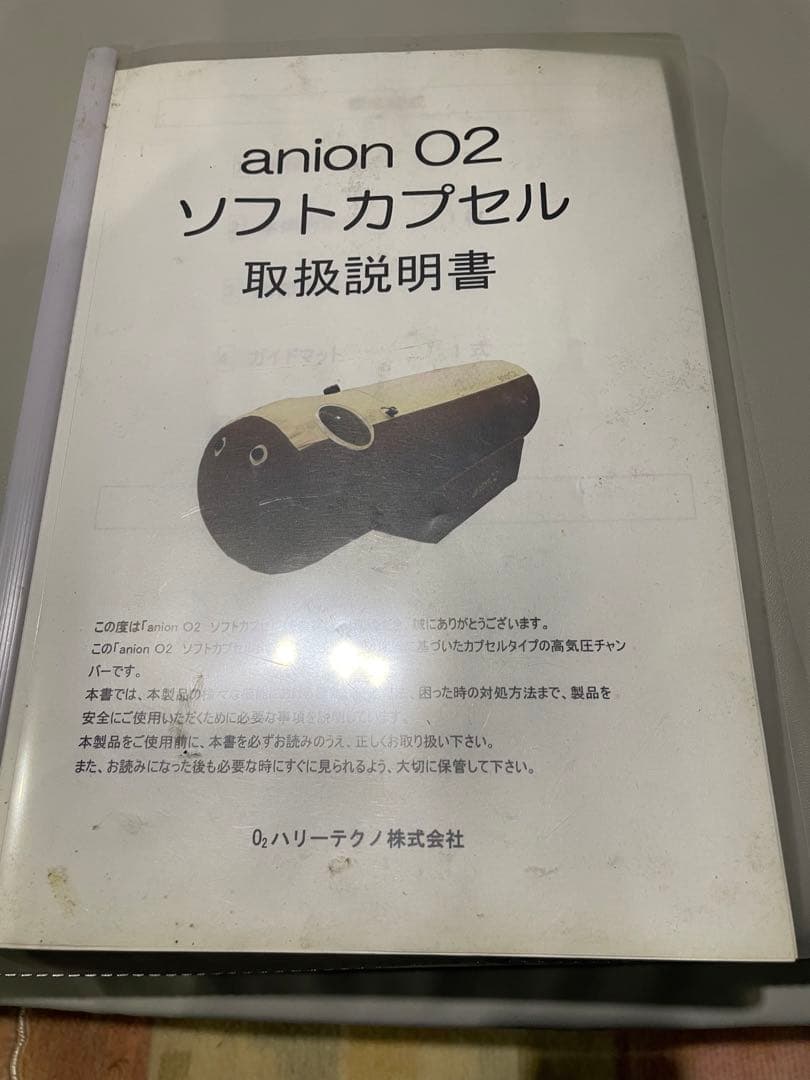 anion O2
ソフトカプセル
取扱説明書
4. ガイドマット 1 式
この度は「anion O2 ソフトカプセ 誠にありがとうございます。
この「anion O2 ソフトカプセル 基づいたカプセルタイプの高気圧チャン
バーです。
本書では、本製品の 困った時の対処方法まで、製品を
安全にご使用いただくために必要な事項を説明しています。
本製品をご使用前に、本書を必ずお読みのうえ、正しくお取り扱い下さい。
また、お読みになった後も必要な時にすぐに見られるよう、大切に保管して下さい。
O₂ハリーテクノ株式会社